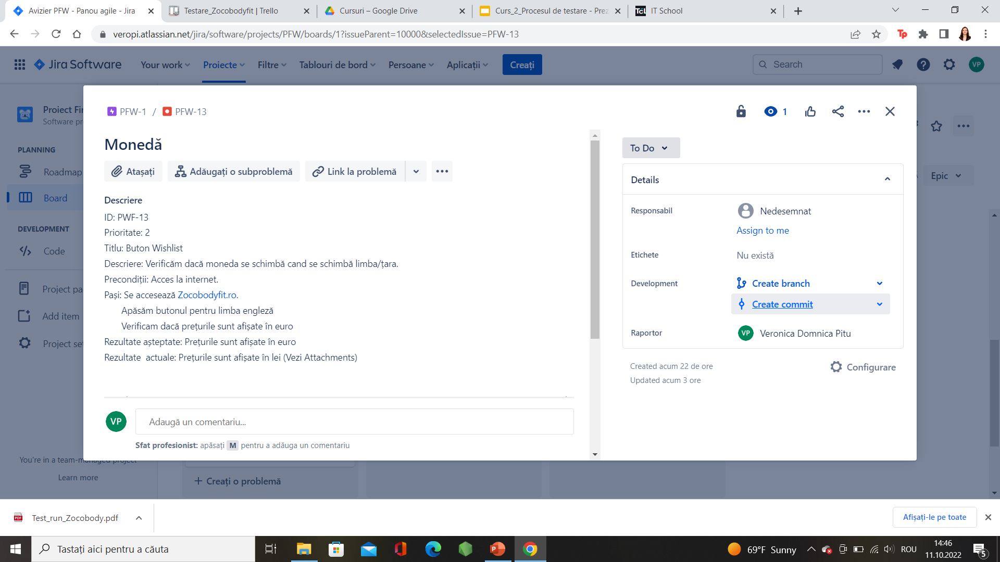 Avizier PFW - Panou agile - Jira
Testare_Zocobodyfit | Trello
Cursuri – Google Drive
Curs_2_Procesul de testare - Prez
IT School
veropi.atlassian.net/jira/software/projects/PFW/boards/1?issueParent=10000&selectedIssue=PFW-13
Jira Software
Your work
Proiecte
Filtre
Tablouri de bord
Persoane
Aplicații
Creați
Search
VP
Proiect Fi
Software pr
PLANNING
Roadmap
Board
DEVELOPMENT
Code
Project pa
Add item
Project set
You're in a team-managed project
Learn more
PFW-1 / PFW-13
1
Monedă
Atașați
Adăugați o subproblemă
Link la problemă
Descriere
ID: PWF-13
Prioritate: 2
Titlu: Buton Wishlist
Descriere: Verificăm dacă moneda se schimbă cand se schimbă limba/țara.
Precondiții: Acces la internet.
Pași: Se accesează Zocobodyfit.ro.
Apăsăm butonul pentru limba engleză
Verificam dacă prețurile sunt afișate în euro
Rezultate așteptate: Prețurile sunt afișate în euro
Rezultate  actuale: Prețurile sunt afișate în lei (Vezi Attachments)
VP
Adaugă un comentariu...
Sfat profesionist: apăsați M pentru a adăuga un comentariu
To Do
Details
Responsabil
Nedesemnat
Assign to me
Etichete
Nu există
Development
Create branch
Create commit
Raportor
VP
Veronica Domnica Pitu
Created acum 22 de ore
Updated acum 3 ore
Configurare
Epic
+ Creați o problemă
Test_run_Zocobody.pdf
Afișați-le pe toate
Tastați aici pentru a căuta
69°F Sunny
ROU
14:46
11.10.2022
5